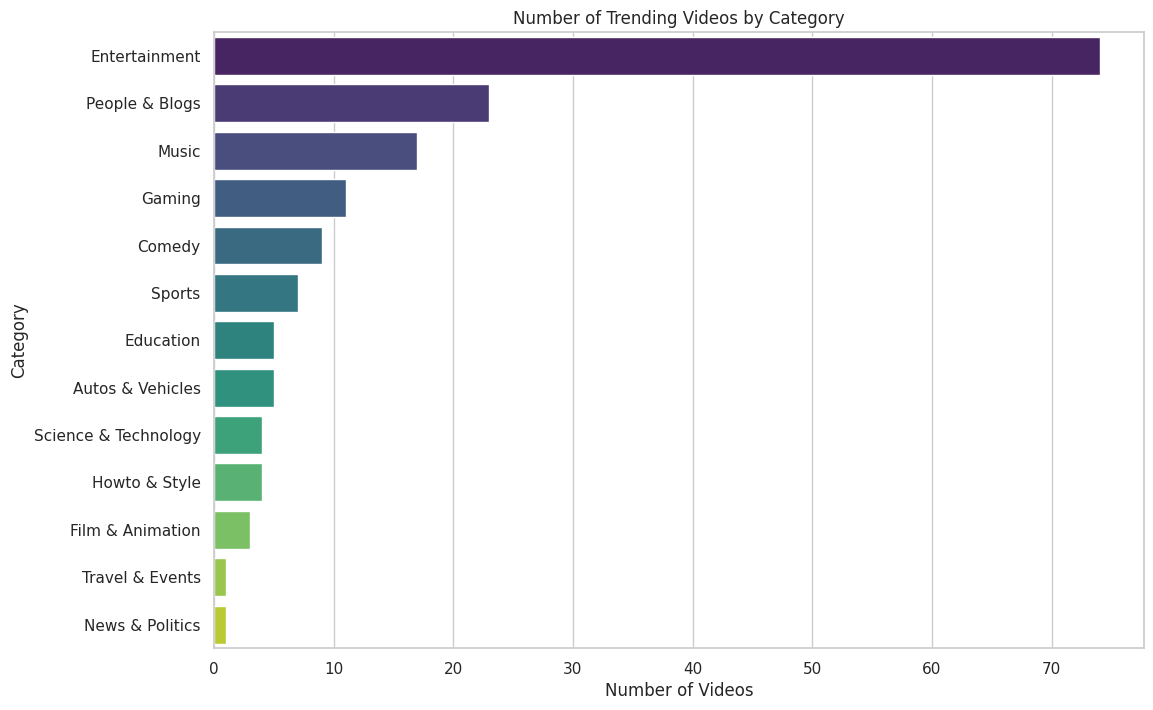 Number of Trending Videos by Category
Category
Entertainment
People & Blogs
Music
Gaming
Comedy
Sports
Education
Autos & Vehicles
Science & Technology
Howto & Style
Film & Animation
Travel & Events
News & Politics
0 10 20 30 40 50 60 70
Number of Videos